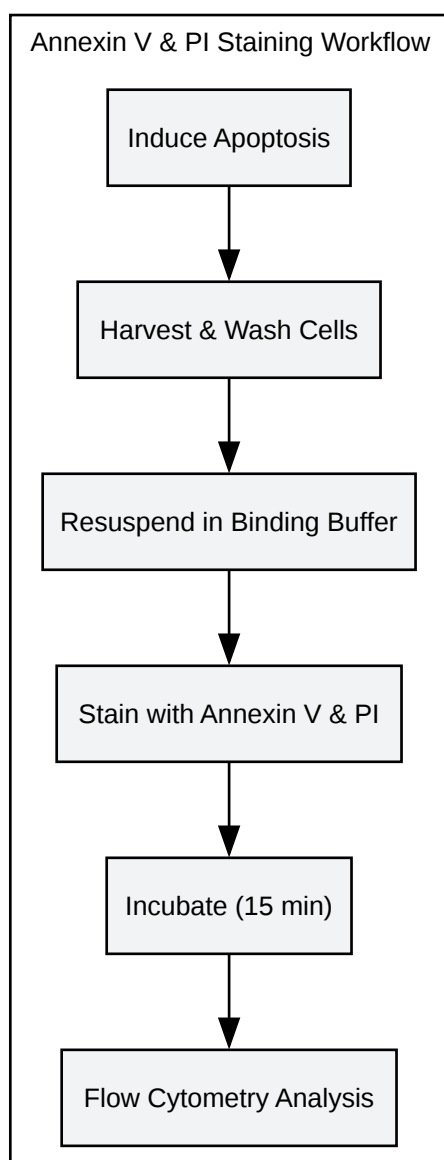 Annexin V & PI Staining Workflow
Induce Apoptosis
Harvest & Wash Cells
Resuspend in Binding Buffer
Stain with Annexin V & PI
Incubate (15 min)
Flow Cytometry Analysis